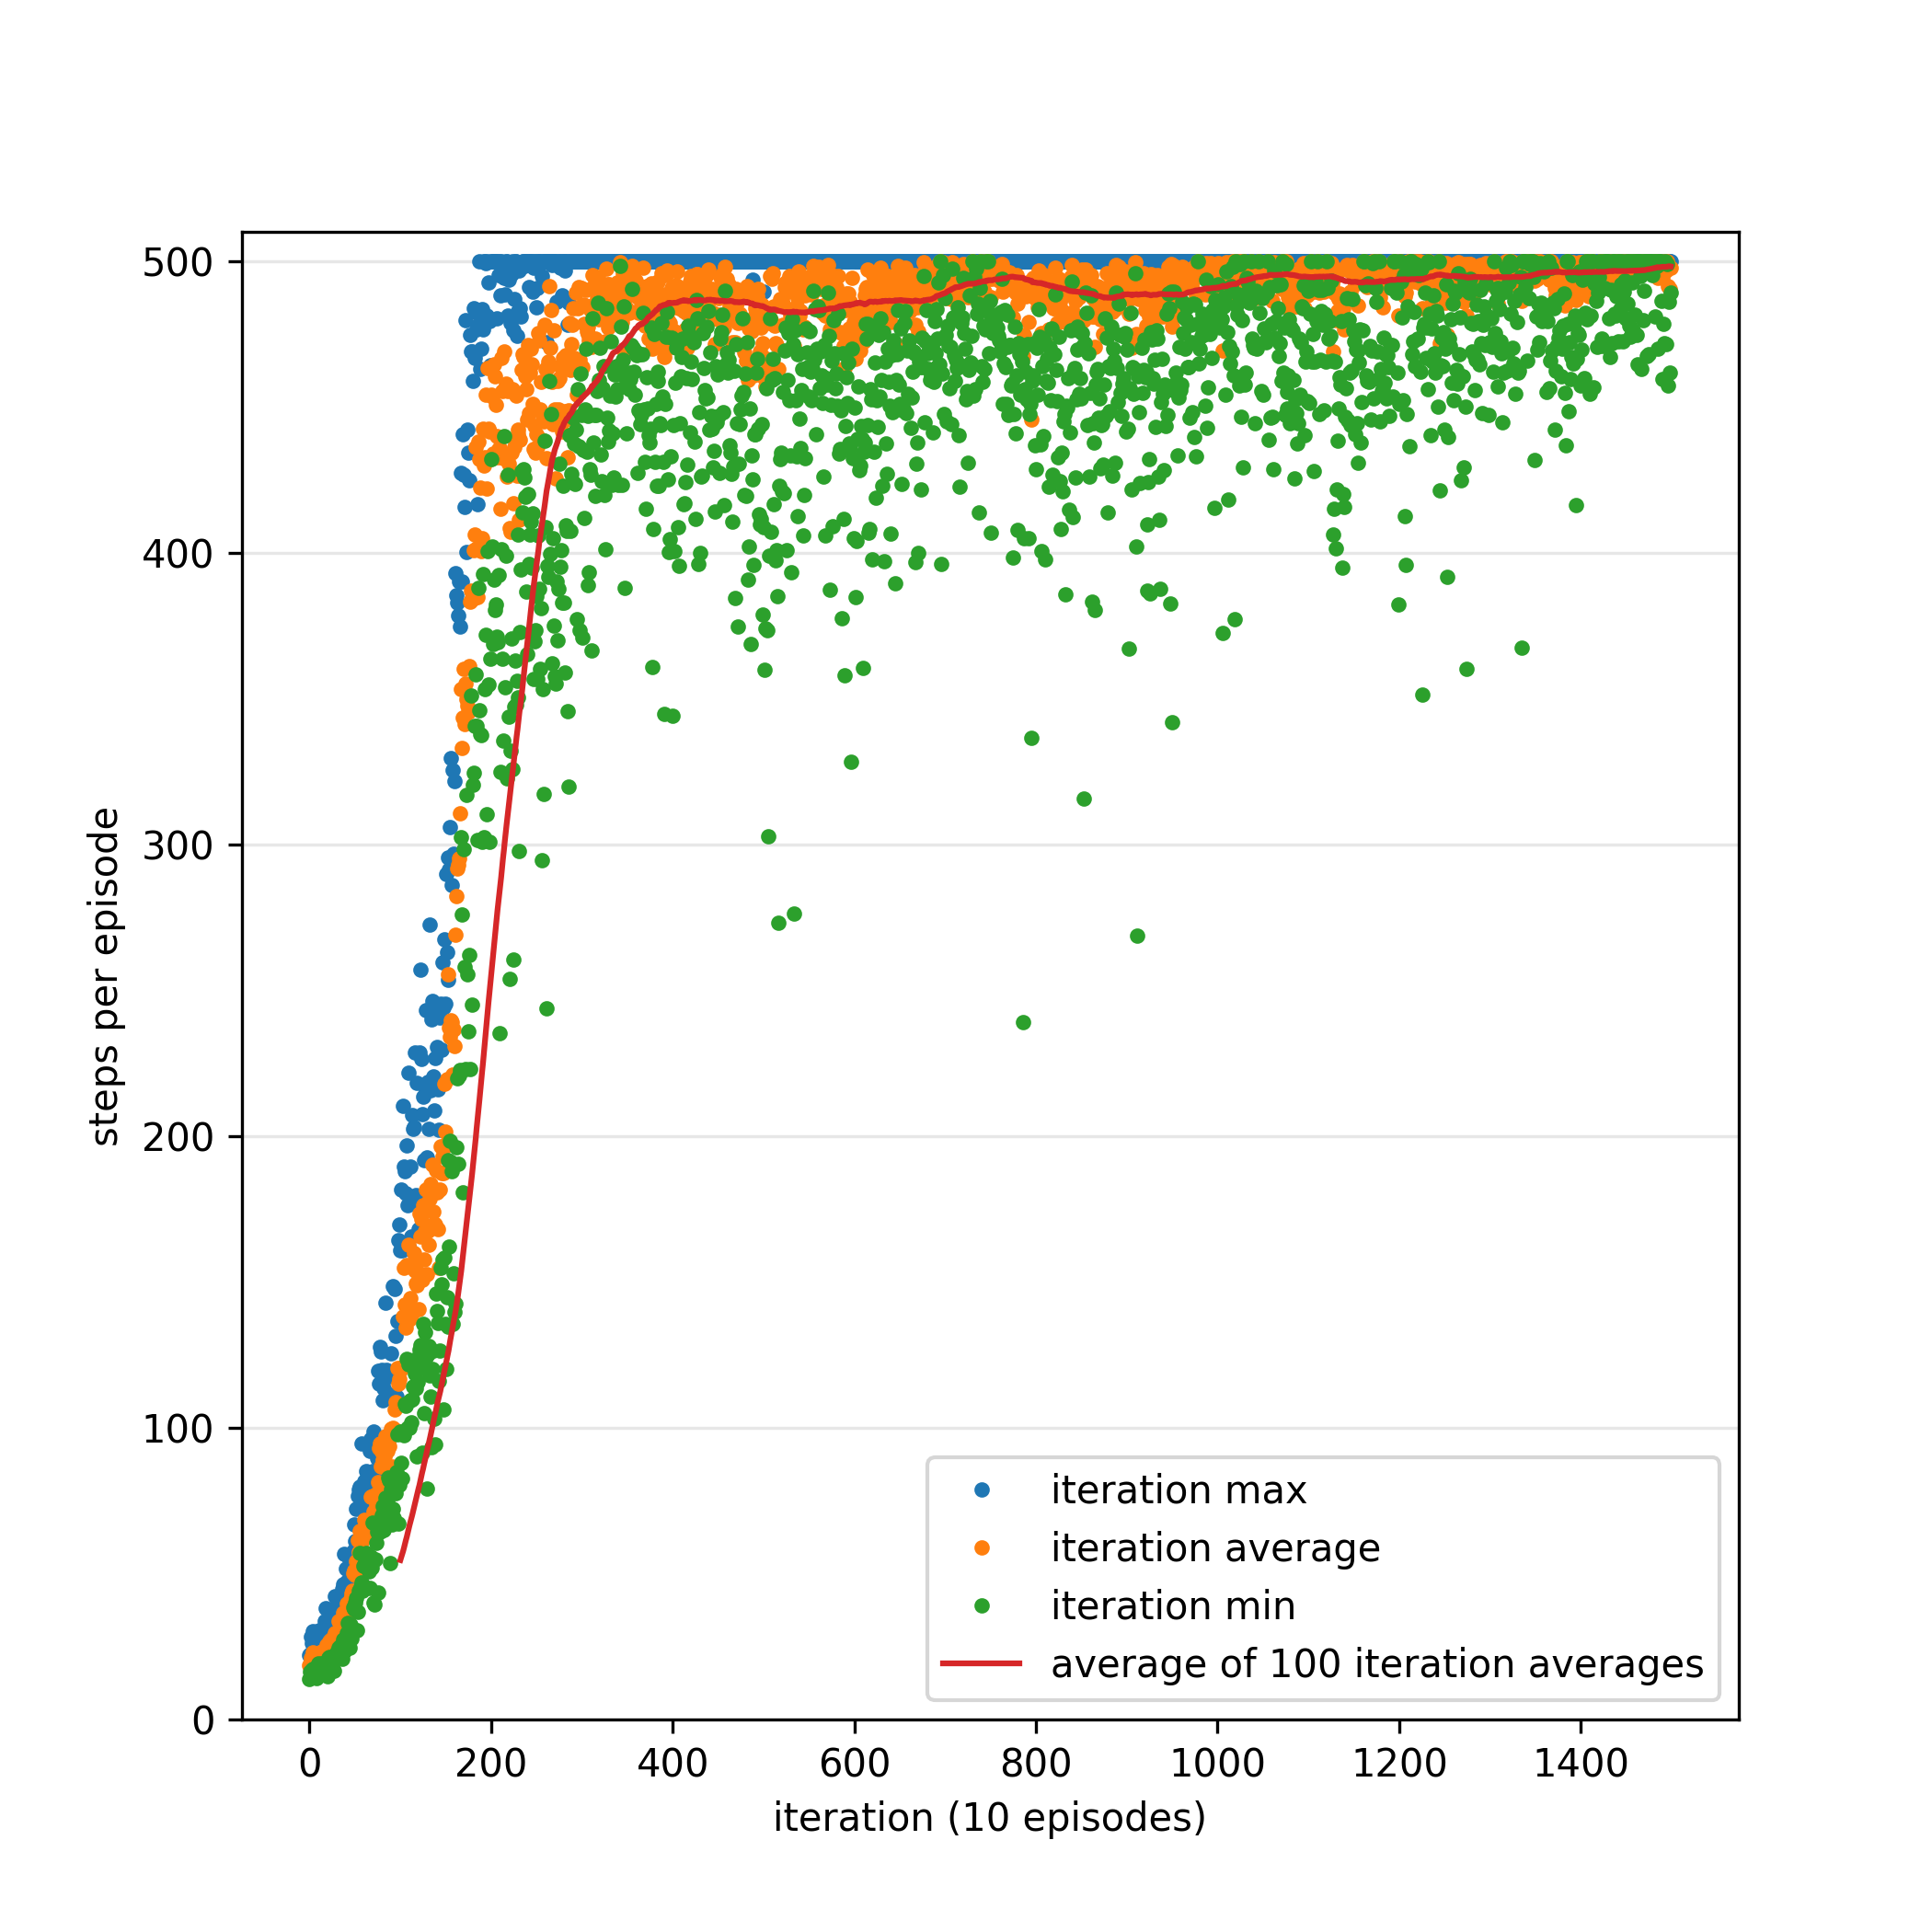 500
400
300
200
100
0
steps per episode
0 200 400 600 800 1000 1200 1400
iteration (10 episodes)
iteration max
iteration average
iteration min
average of 100 iteration averages